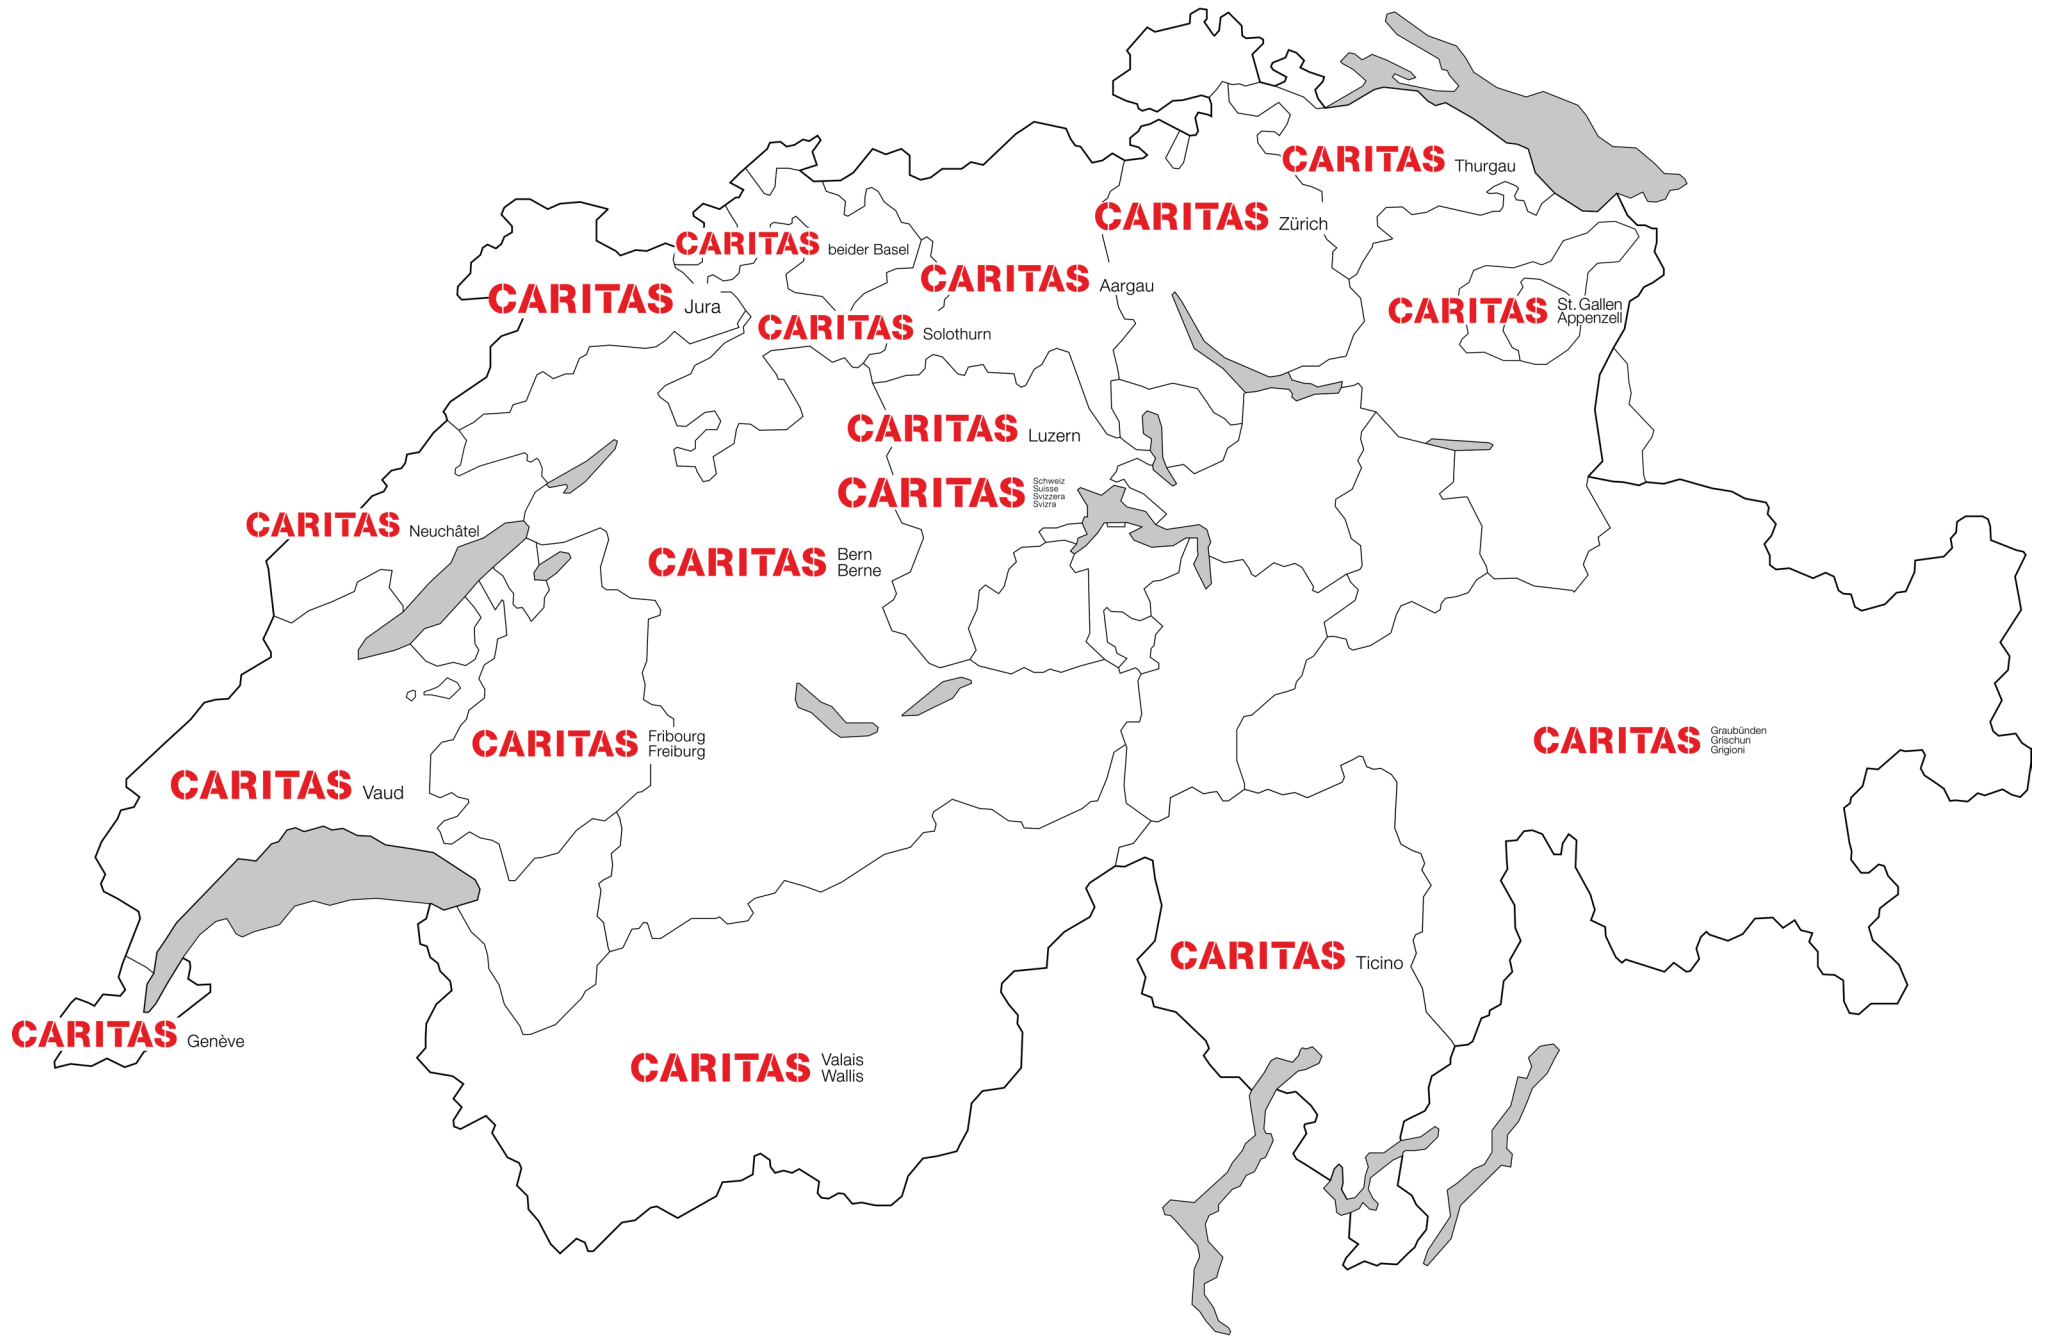 CARITAS Thurgau
CARITAS Zürich
CARITAS beider Basel
CARITAS Aargau
CARITAS Jura
CARITAS St. Gallen
Appenzell
CARITAS Solothurn
CARITAS Luzern
CARITAS Schweiz
Suisse
Svizzera
Svizra
CARITAS Neuchâtel
CARITAS Bern
Berne
CARITAS Fribourg
Freiburg
CARITAS Graubünden
Grischun
Grigioni
CARITAS Vaud
CARITAS Ticino
CARITAS Genève
CARITAS Valais
Wallis